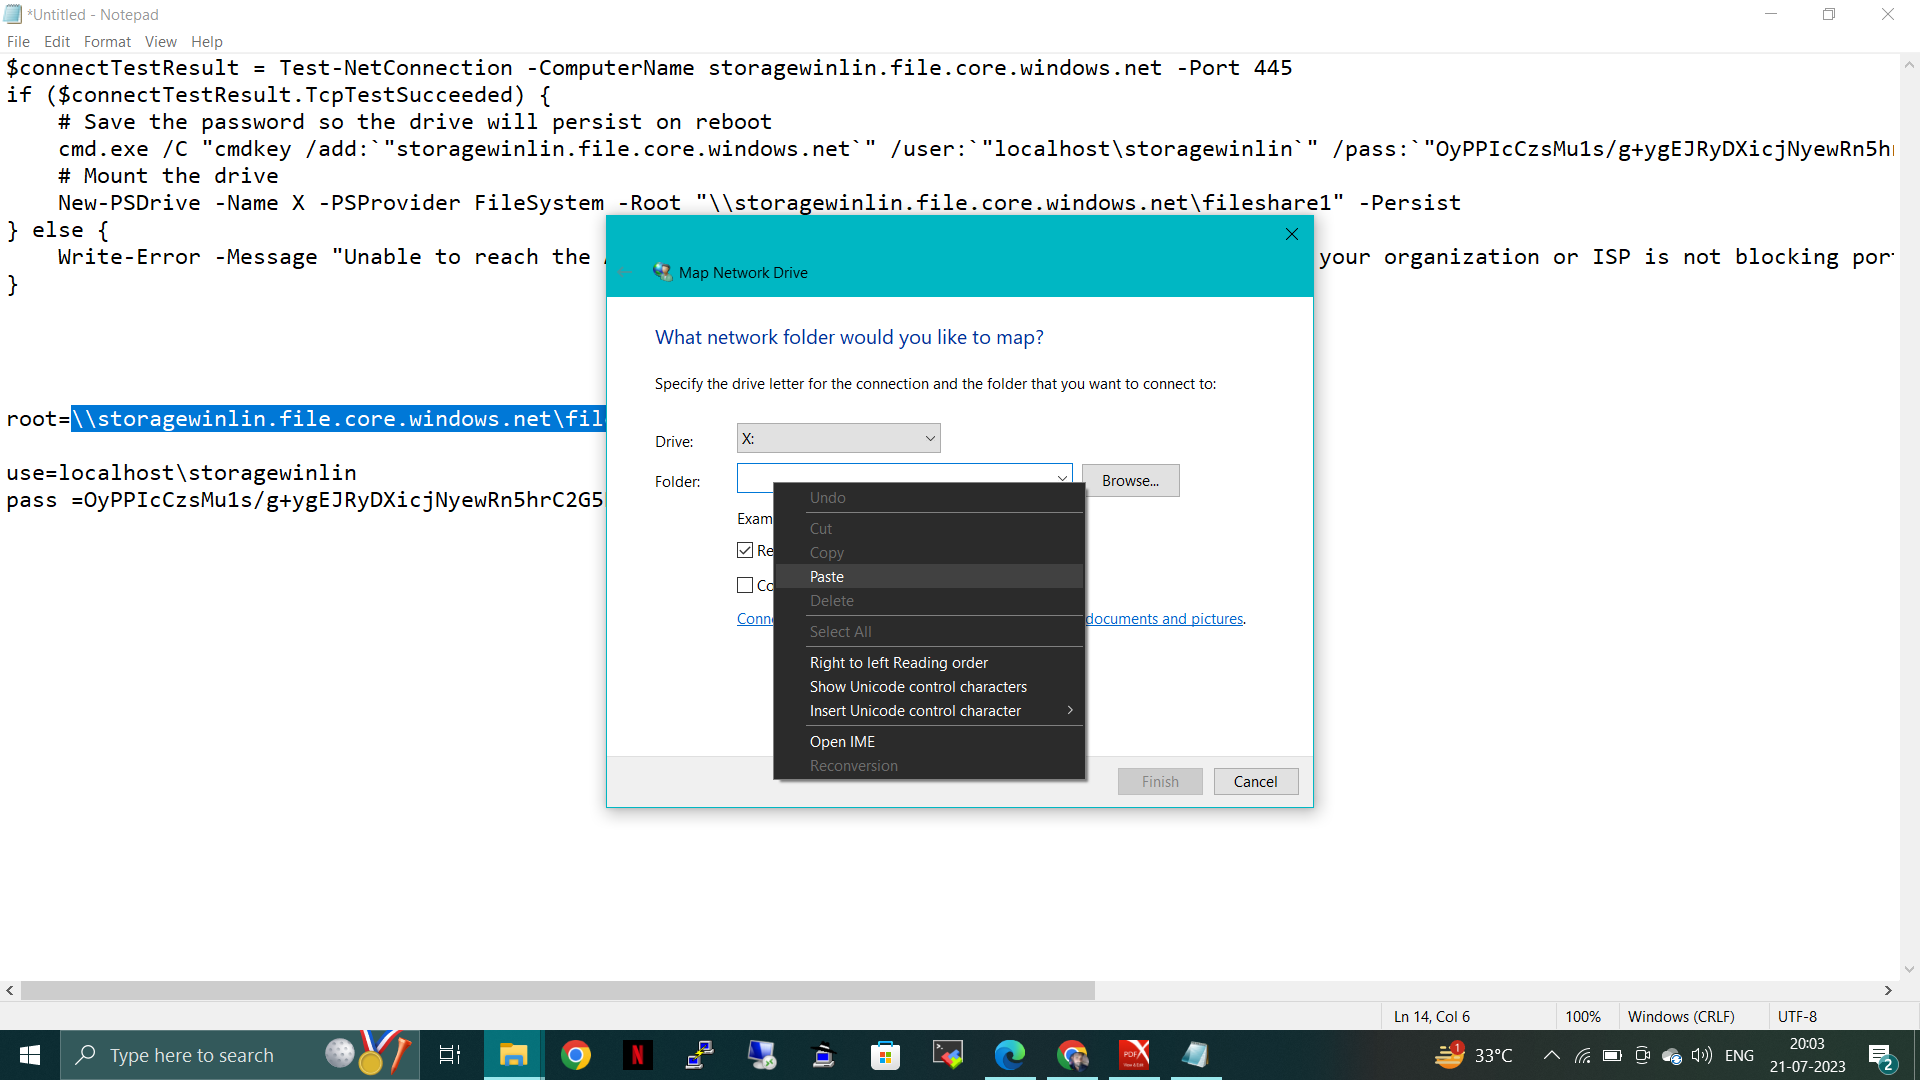 *Untitled - Notepad
File Edit Format View Help
$connectTestResult = Test-NetConnection -ComputerName storagewinlin.file.core.windows.net -Port 445
if ($connectTestResult.TcpTestSucceeded) {
# Save the password so the drive will persist on reboot
cmd.exe /C "cmdkey /add:`"storagewinlin.file.core.windows.net`" /user:`"localhost\storagewinlin`" /pass:`"OyPPIcCzsMu1s/g+ygEJRyDXicjNyewRn5h
# Mount the drive
New-PSDrive -Name X -PSProvider FileSystem -Root "\\storagewinlin.file.core.windows.net\fileshare1" -Persist
} else {
Write-Error -Message "Unable to reach the your organization or ISP is not blocking por
}
root=\\storagewinlin.file.core.windows.net\fil
use=localhost\storagewinlin
pass =OyPPIcCzsMu1s/g+ygEJRyDXicjNyewRn5hrC2G5
Map Network Drive
What network folder would you like to map?
Specify the drive letter for the connection and the folder that you want to connect to:
Drive: X:
Folder: Browse...
Exam
Re
Co
Conne documents and pictures.
Undo
Cut
Copy
Paste
Delete
Select All
Right to left Reading order
Show Unicode control characters
Insert Unicode control character
Open IME
Reconversion
Finish Cancel
Ln 14, Col 6 100% Windows (CRLF) UTF-8
Type here to search
N
PDF
View & Edit
1
33°C
ENG
20:03
21-07-2023
2